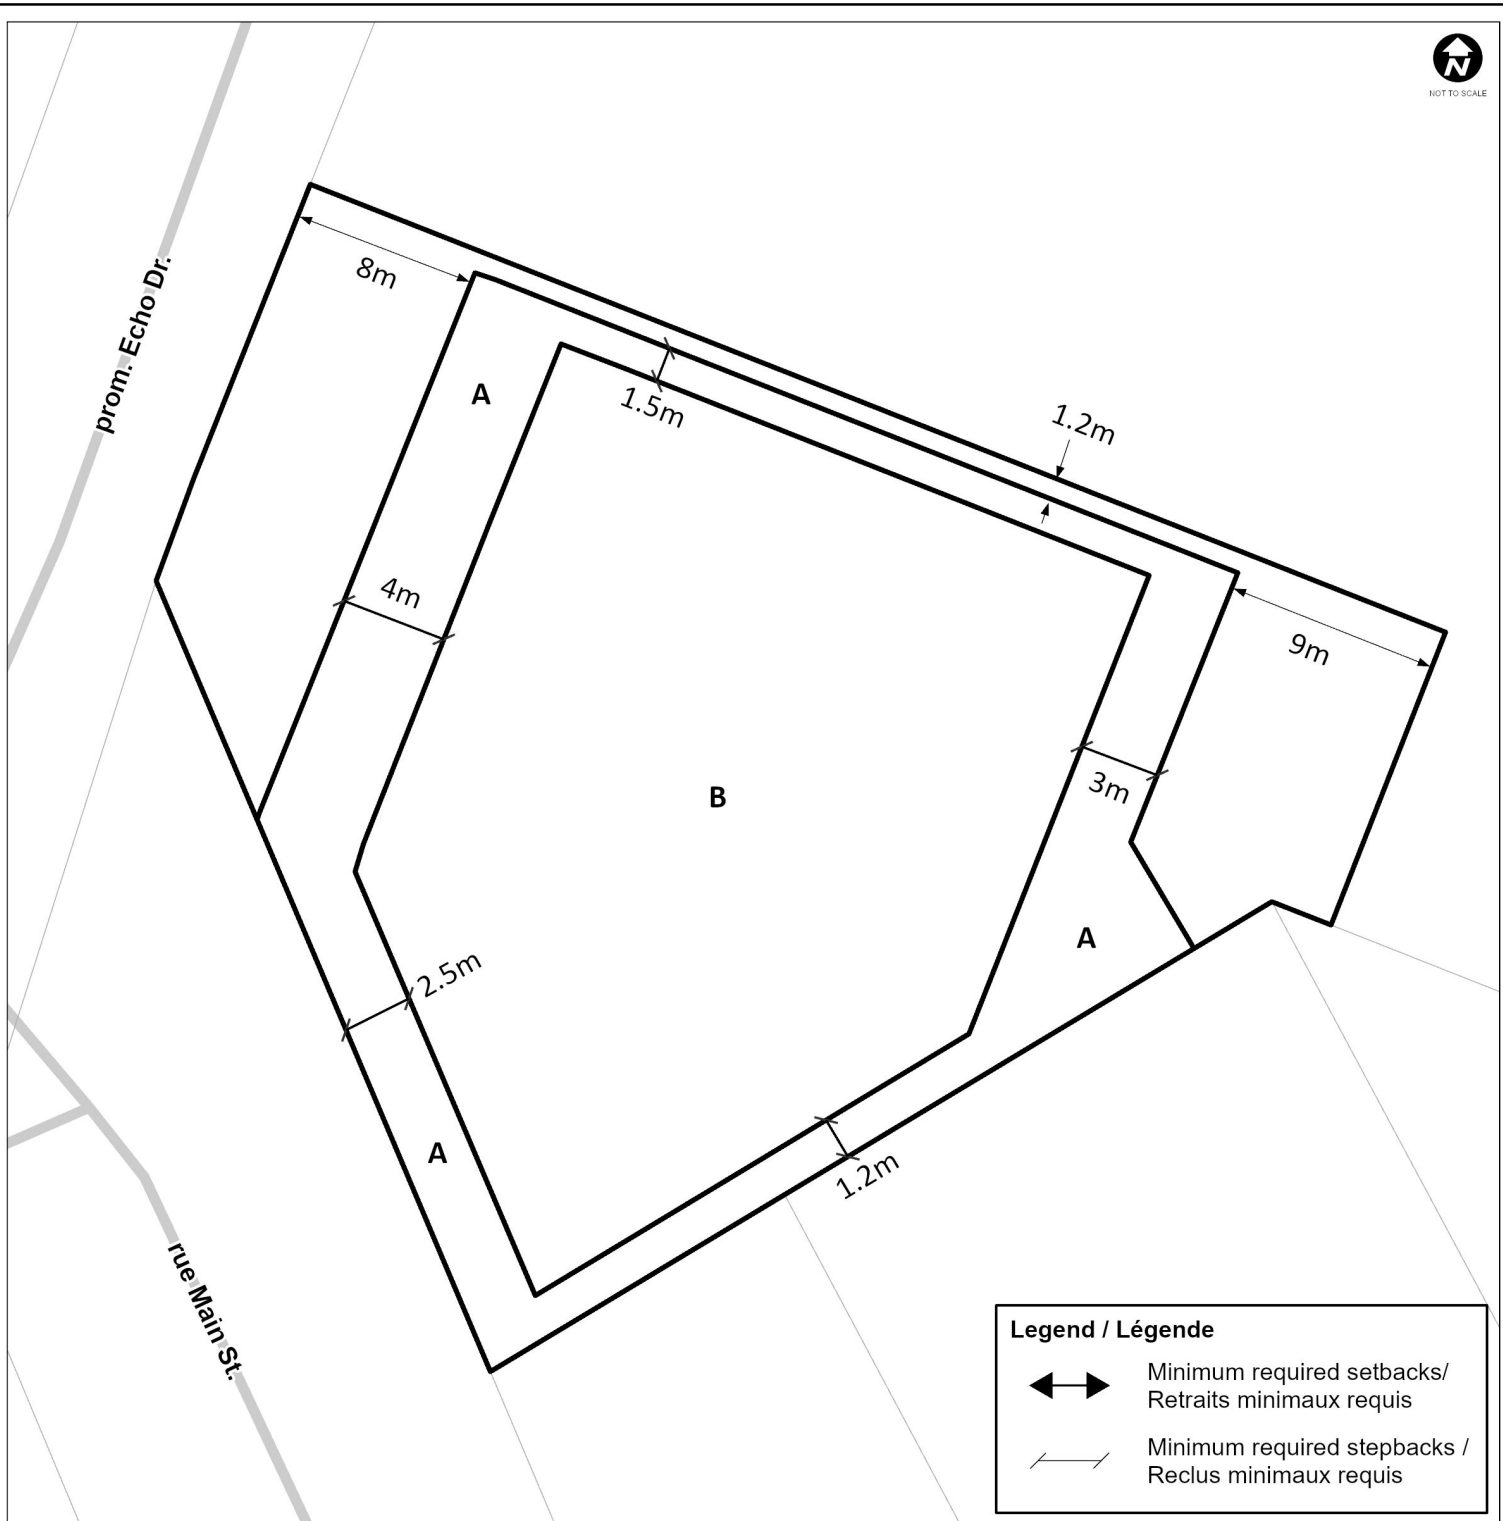 N
NOT TO SCALE
prom. Echo Dr.
8m
A
1.5m
1.2m
4m
9m
B
3m
A
2.5m
A
1.2m
rue Main St.
Legend / Légende
Minimum required setbacks/
Retraits minimaux requis
Minimum required stepbacks /
Reclus minimaux requis